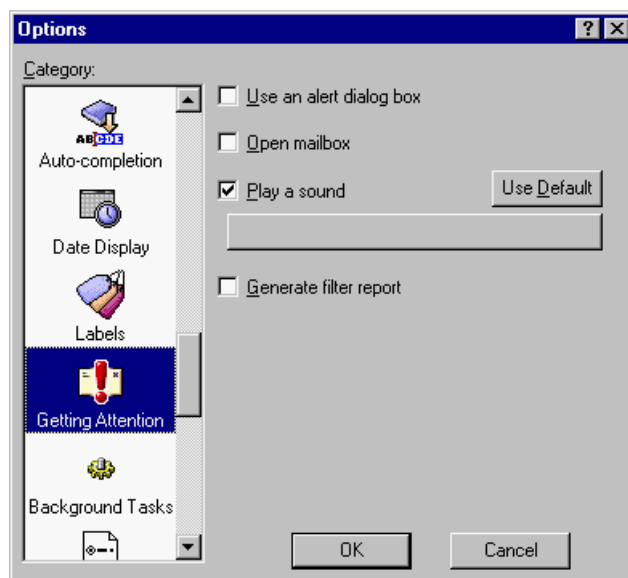 Options
Category:
ABCDE
Auto-completion
Date Display
Labels
Getting Attention
Background Tasks
Use an alert dialog box
Open mailbox
Play a sound
Use Default
Generate filter report
OK
Cancel